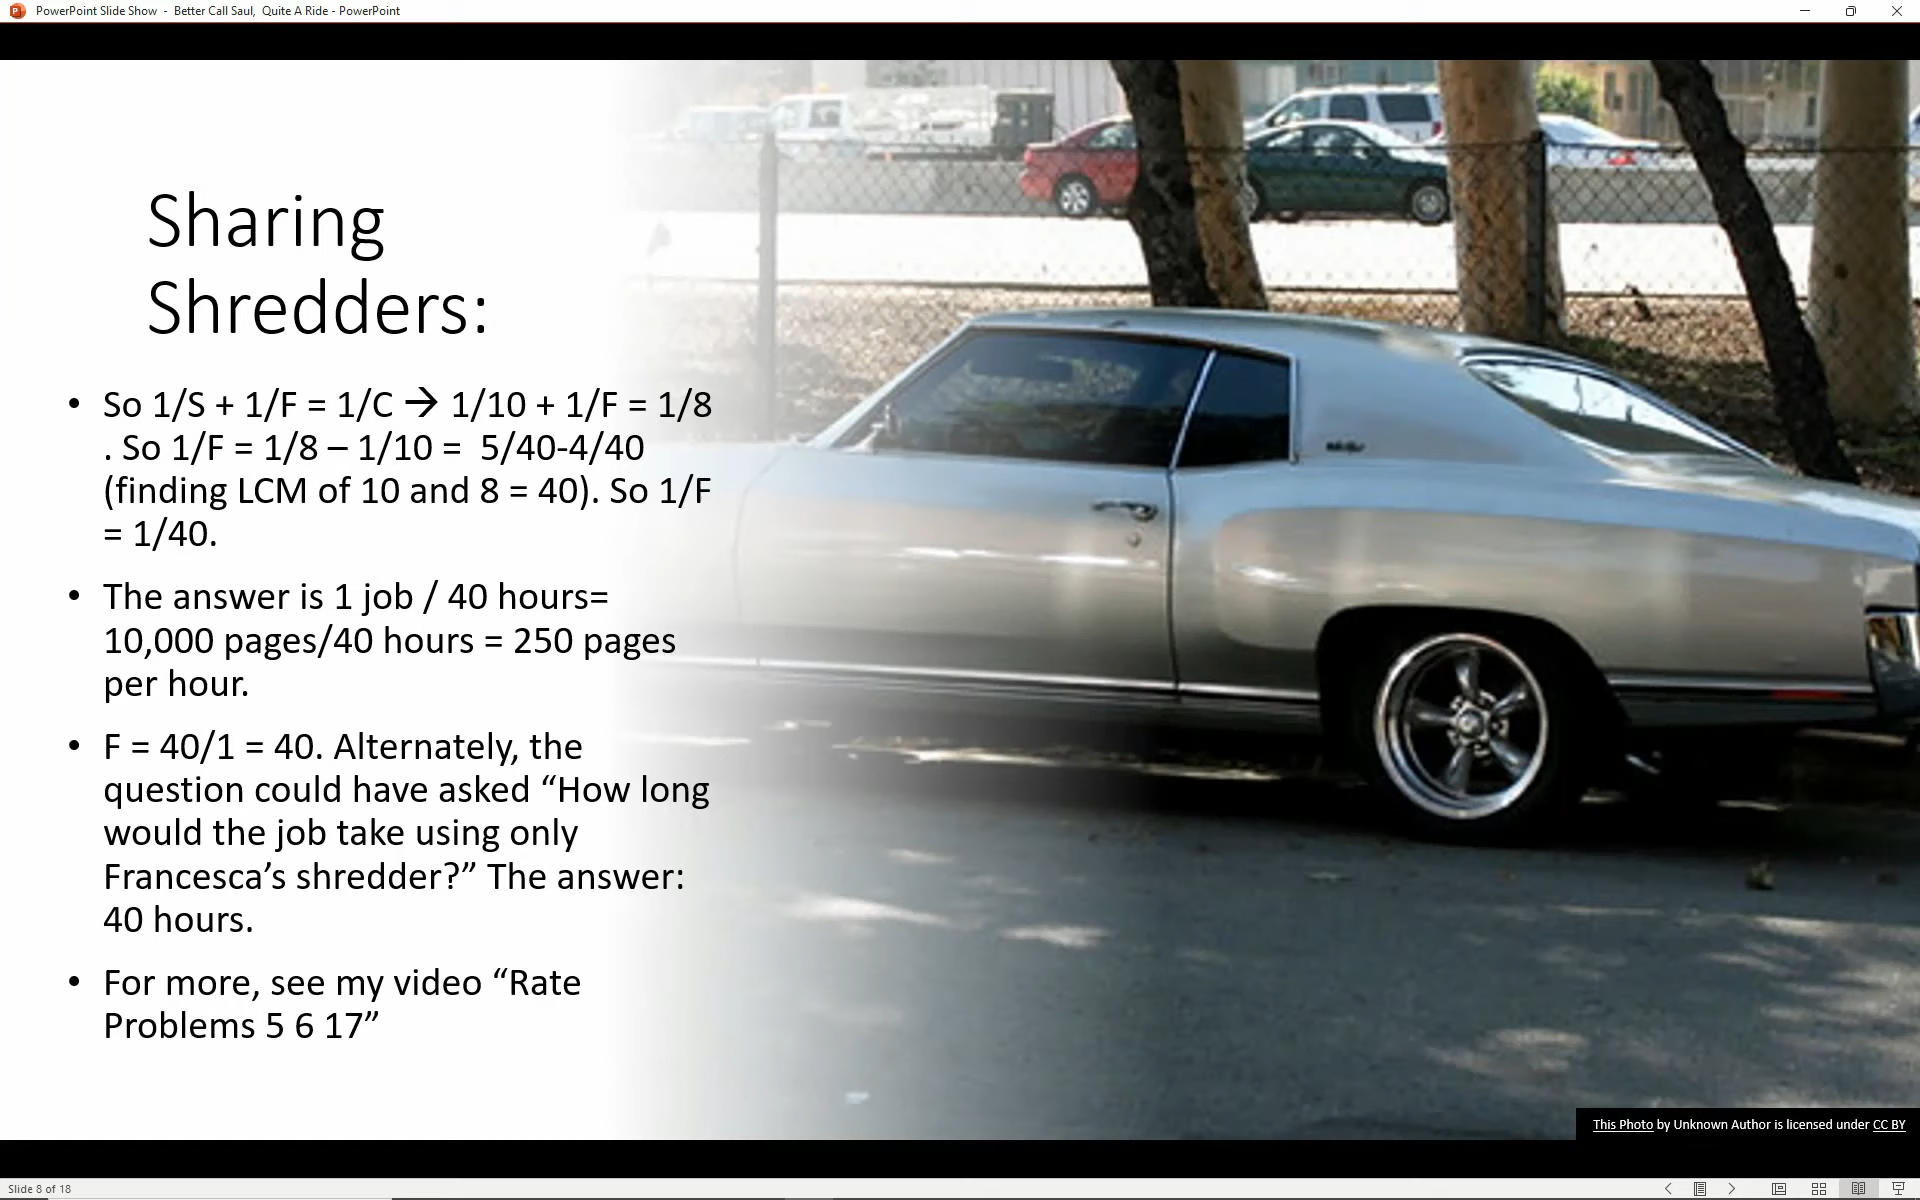 PowerPoint Slide Show - Better Call Saul, Quite A Ride - PowerPoint
Sharing
Shredders:
• So 1/S + 1/F = 1/C → 1/10 + 1/F = 1/8
. So 1/F = 1/8 – 1/10 = 5/40-4/40
(finding LCM of 10 and 8 = 40). So 1/F
= 1/40.
• The answer is 1 job / 40 hours=
10,000 pages/40 hours = 250 pages
per hour.
• F = 40/1 = 40. Alternately, the
question could have asked “How long
would the job take using only
Francesca’s shredder?” The answer:
40 hours.
• For more, see my video “Rate
Problems 5 6 17”
This Photo by Unknown Author is licensed under CC BY
Slide 8 of 18